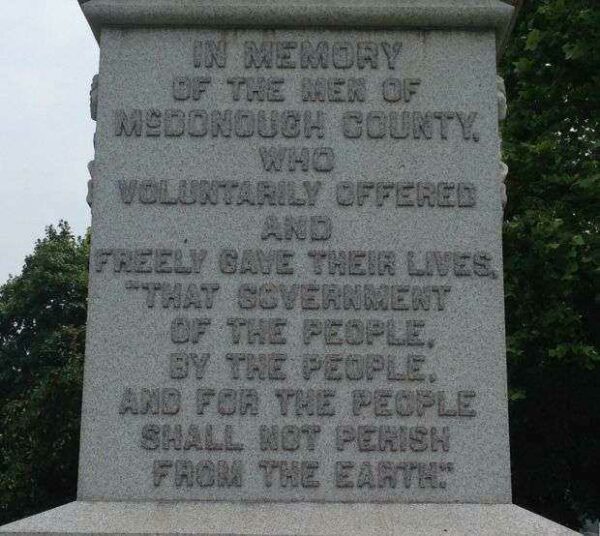 IN MEMORY
OF THE MEN OF
McDONOUGH COUNTY,
WHO
VOLUNTARILY OFFERED
AND
FREELY GAVE THEIR LIVES,
"THAT GOVERNMENT
OF THE PEOPLE,
BY THE PEOPLE,
AND FOR THE PEOPLE
SHALL NOT PERISH
FROM THE EARTH."